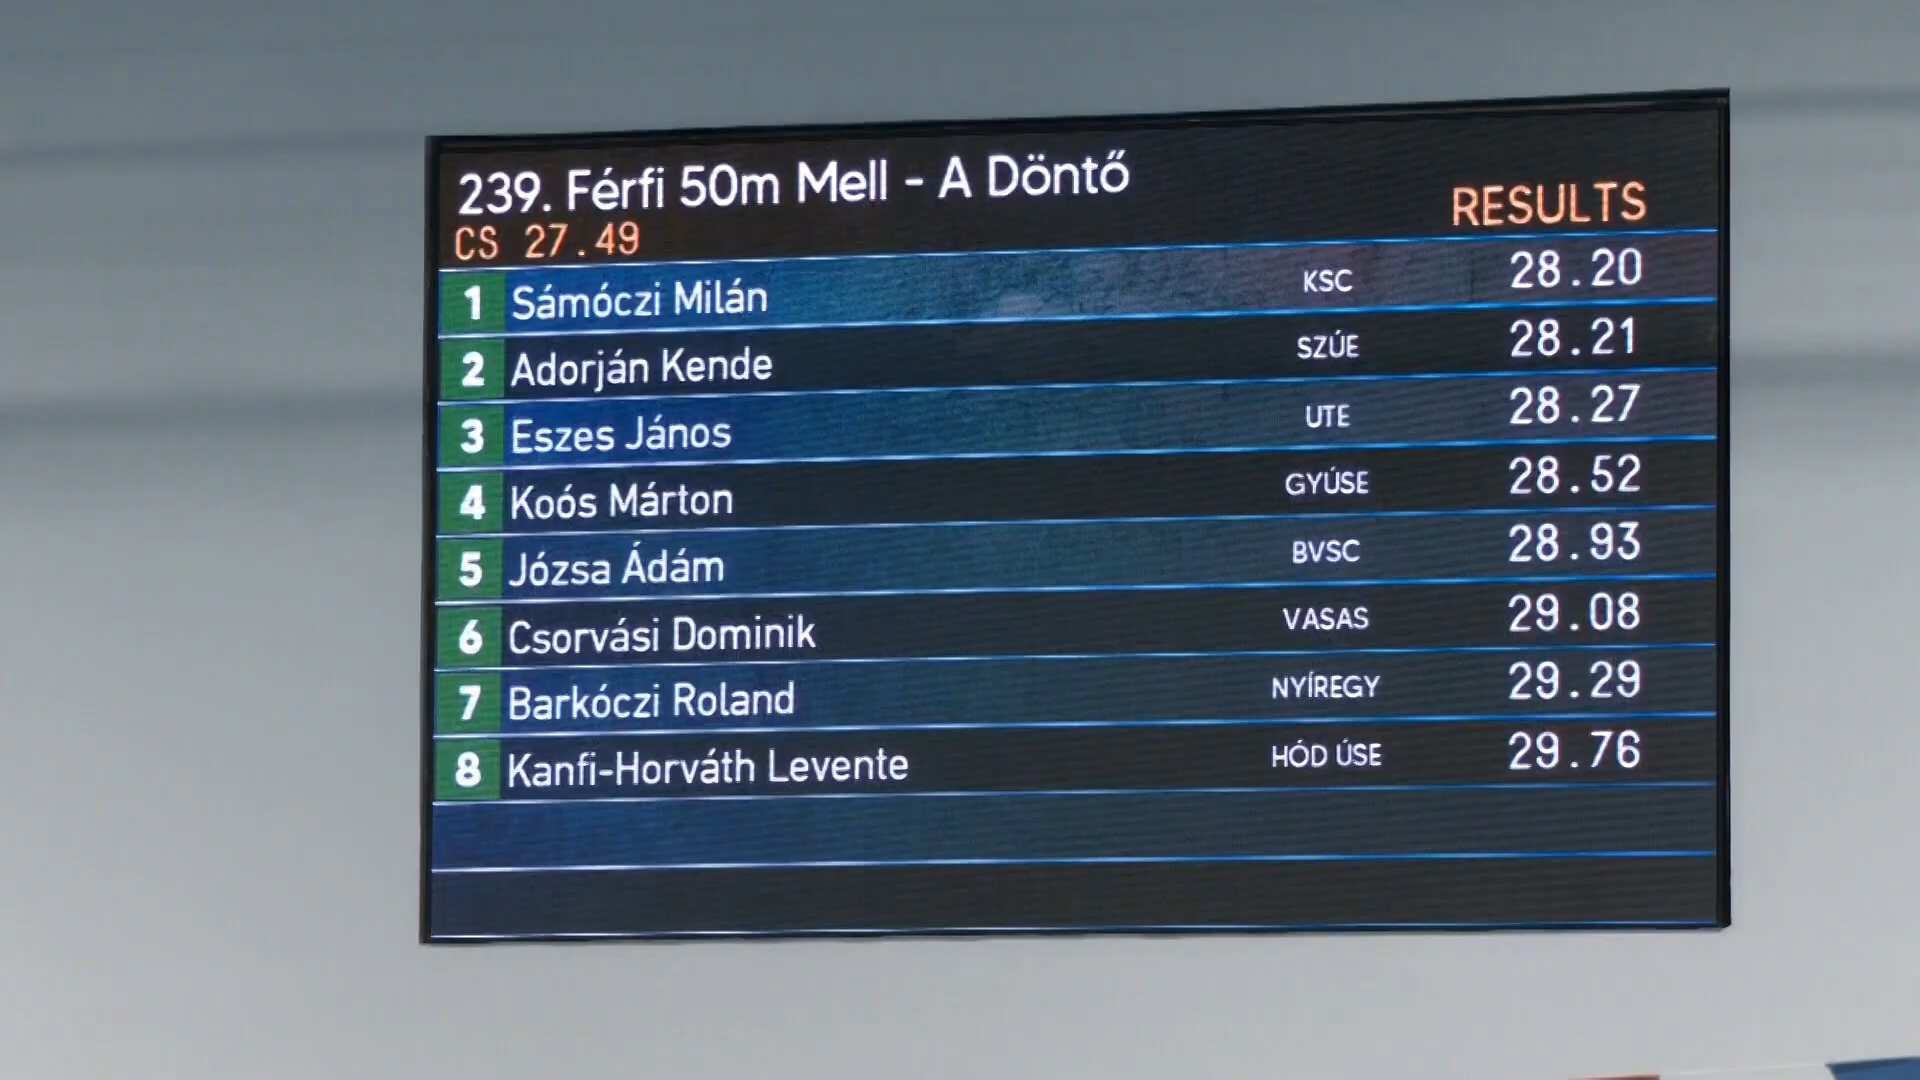 239. Férfi 50m Mell - A Döntő
CS 27.49 RESULTS
1 Sámóczi Milán KSC 28.20
2 Adorján Kende SZÚE 28.21
3 Eszes János UTE 28.27
4 Koós Márton GYÚSE 28.52
5 Józsa Ádám BVSC 28.93
6 Csorvási Dominik VASAS 29.08
7 Barkóczi Roland NYÍREGY 29.29
8 Kanfi-Horváth Levente HÓD ÚSE 29.76